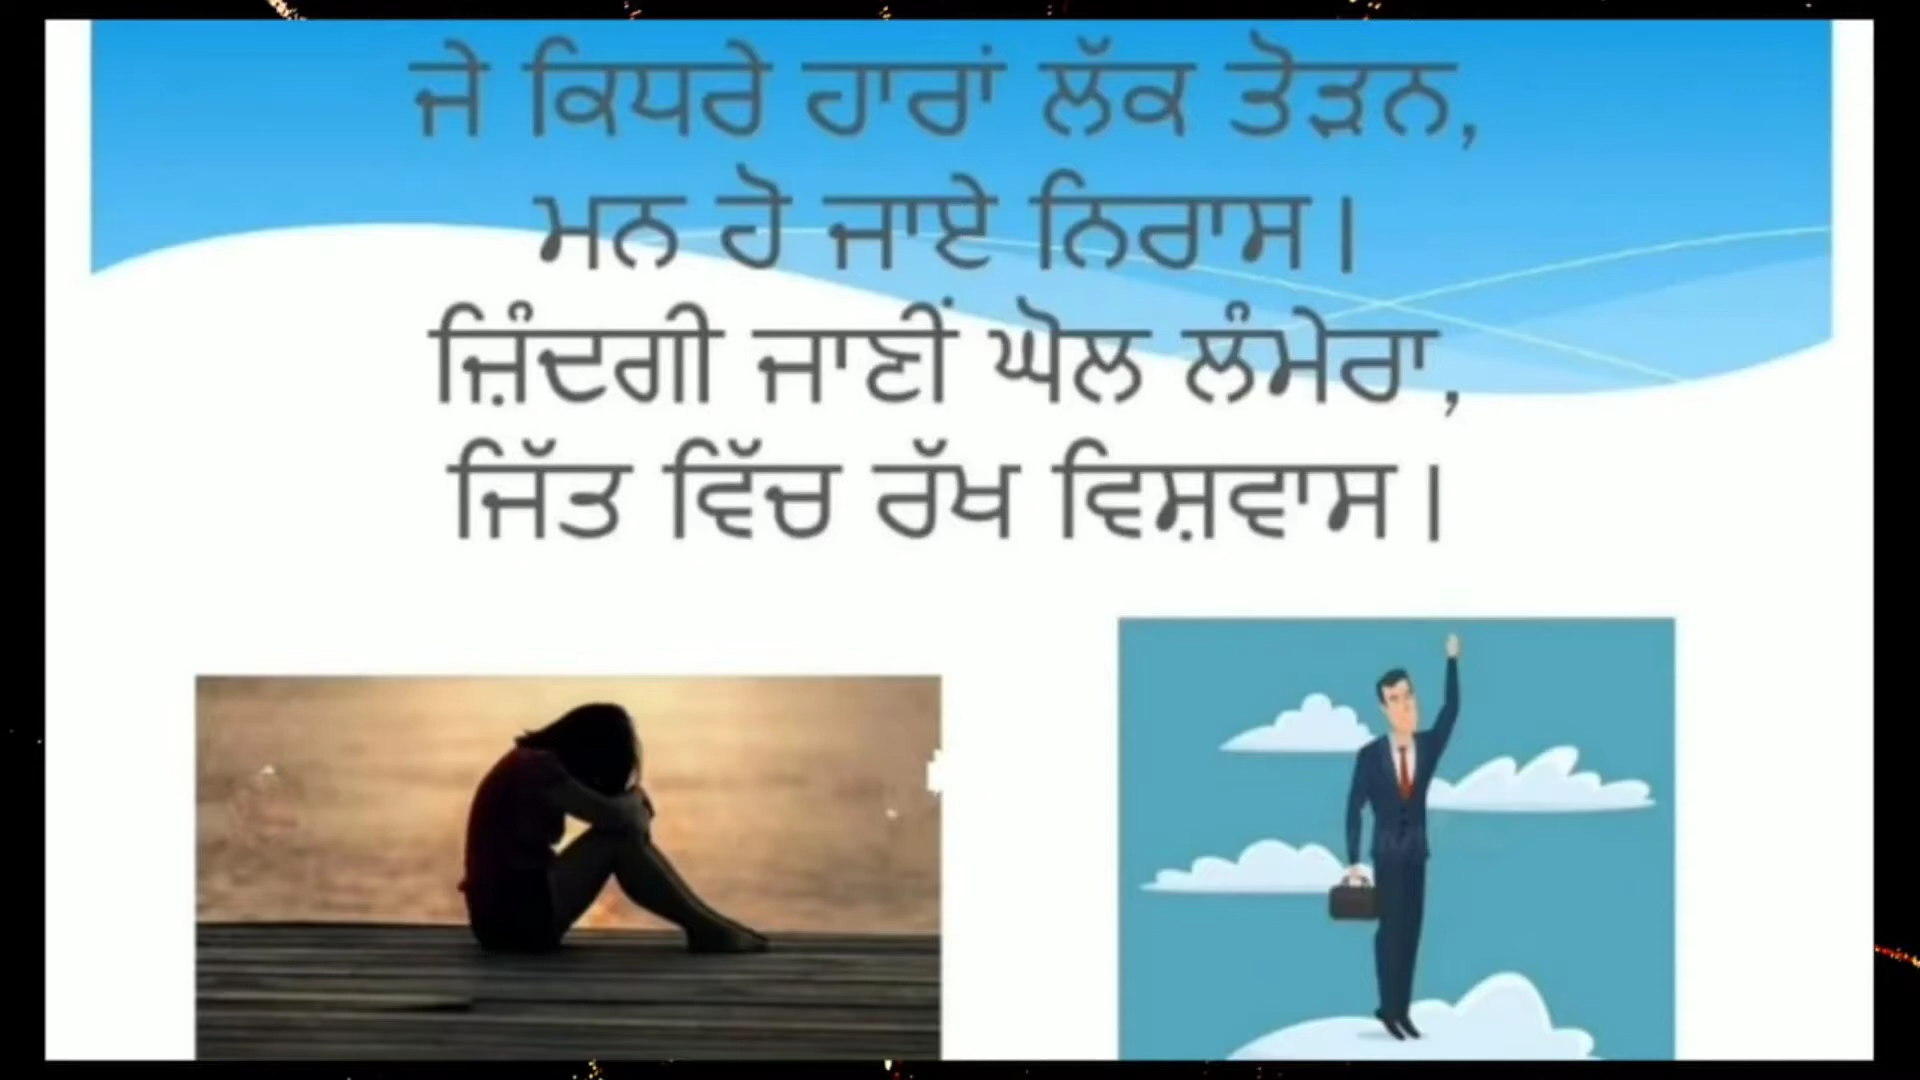 ਜੇ ਕਿਧਰੇ ਹਾਰਾਂ ਲੱਕ ਤੋੜਨ,
ਮਨ ਹੋ ਜਾਏ ਨਿਰਾਸ।
ਜ਼ਿੰਦਗੀ ਜਾਣੀਂ ਘੋਲ ਲੰਮੇਰਾ,
ਜਿੱਤ ਵਿੱਚ ਰੱਖ ਵਿਸ਼ਵਾਸ।